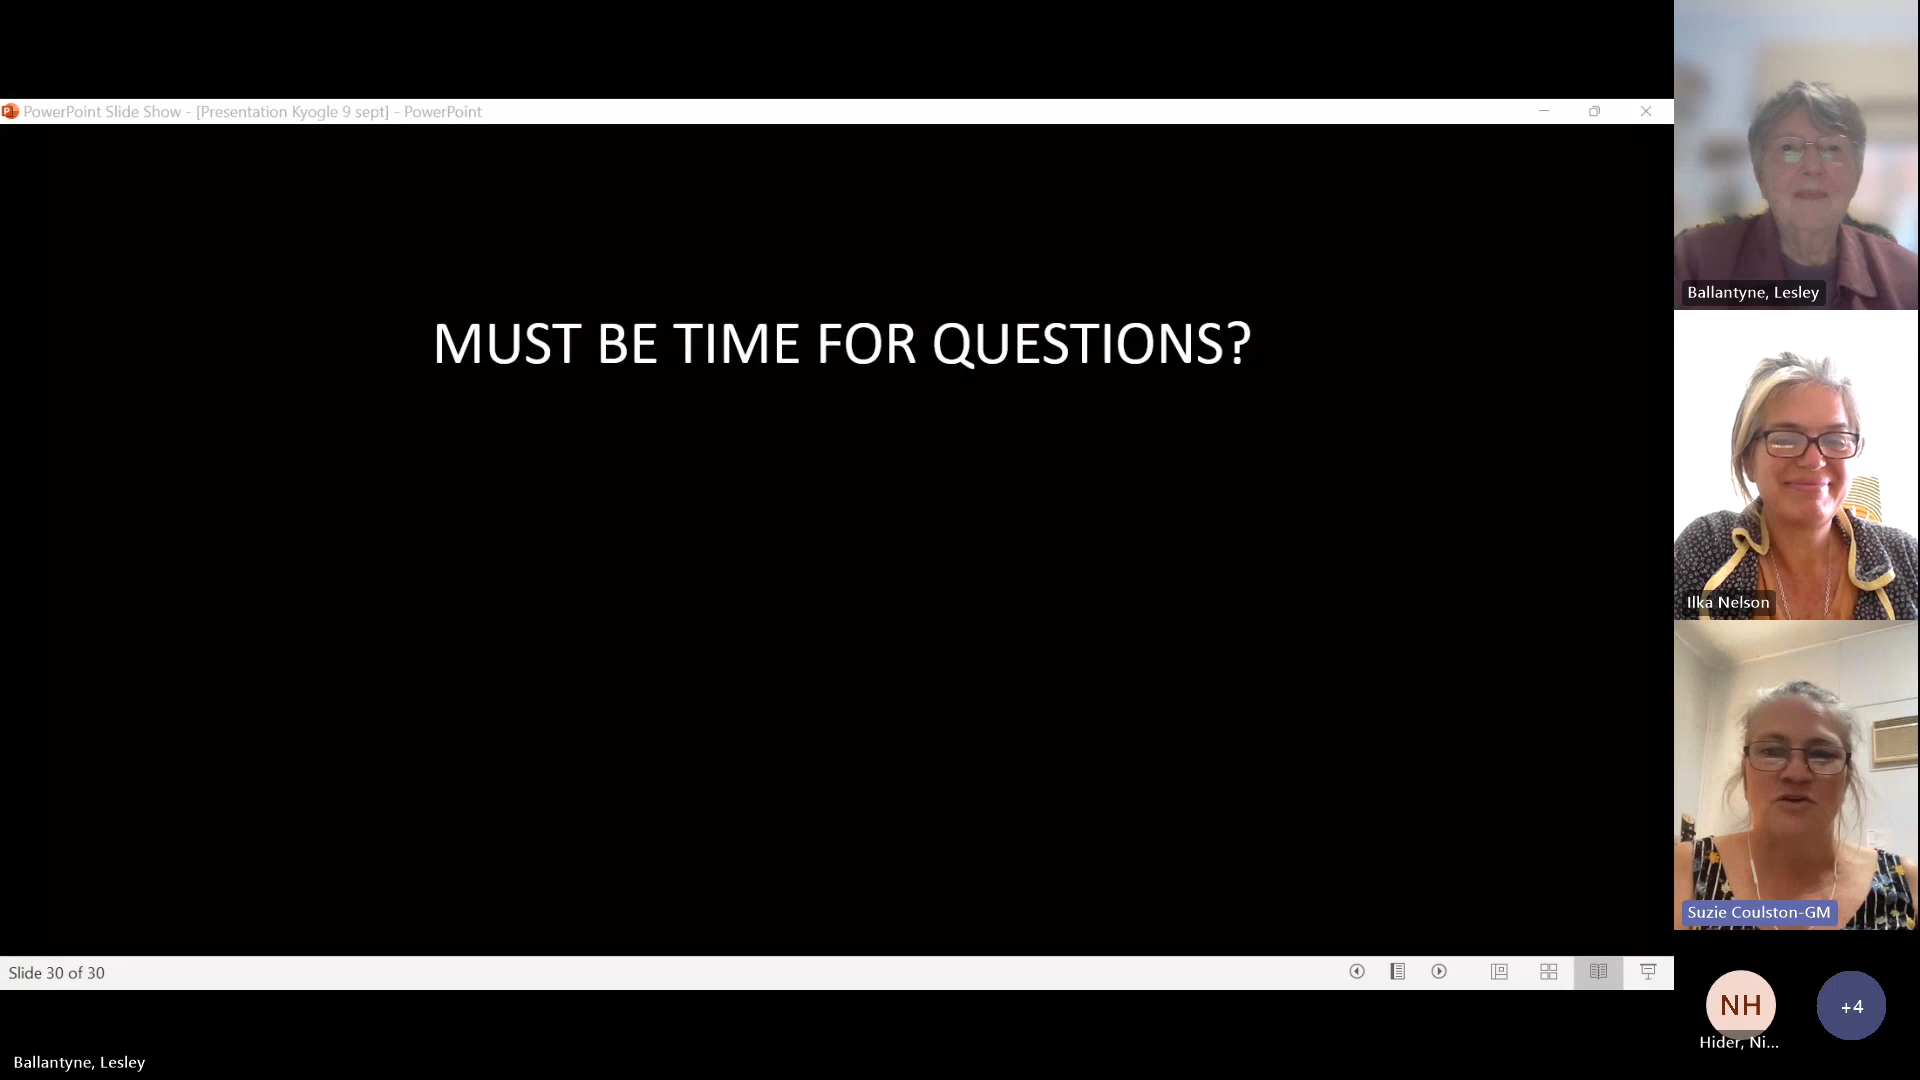 PowerPoint Slide Show - [Presentation Kyogle 9 sept] - PowerPoint
MUST BE TIME FOR QUESTIONS?
Slide 30 of 30
Ballantyne, Lesley
Ballantyne, Lesley
Ilka Nelson
Suzie Coulston-GM
NH
Hider, Ni...
+4